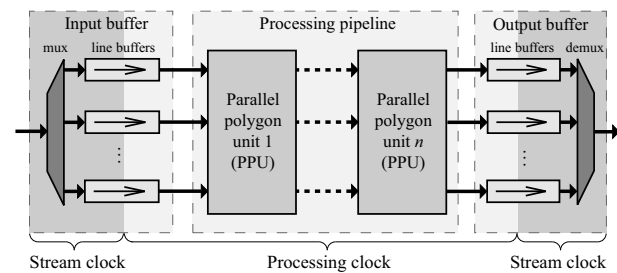 Input buffer
Processing pipeline
Output buffer
mux
line buffers
line buffers
demux
Parallel
polygon
unit 1
(PPU)
Parallel
polygon
unit n
(PPU)
...
...
Stream clock
Processing clock
Stream clock